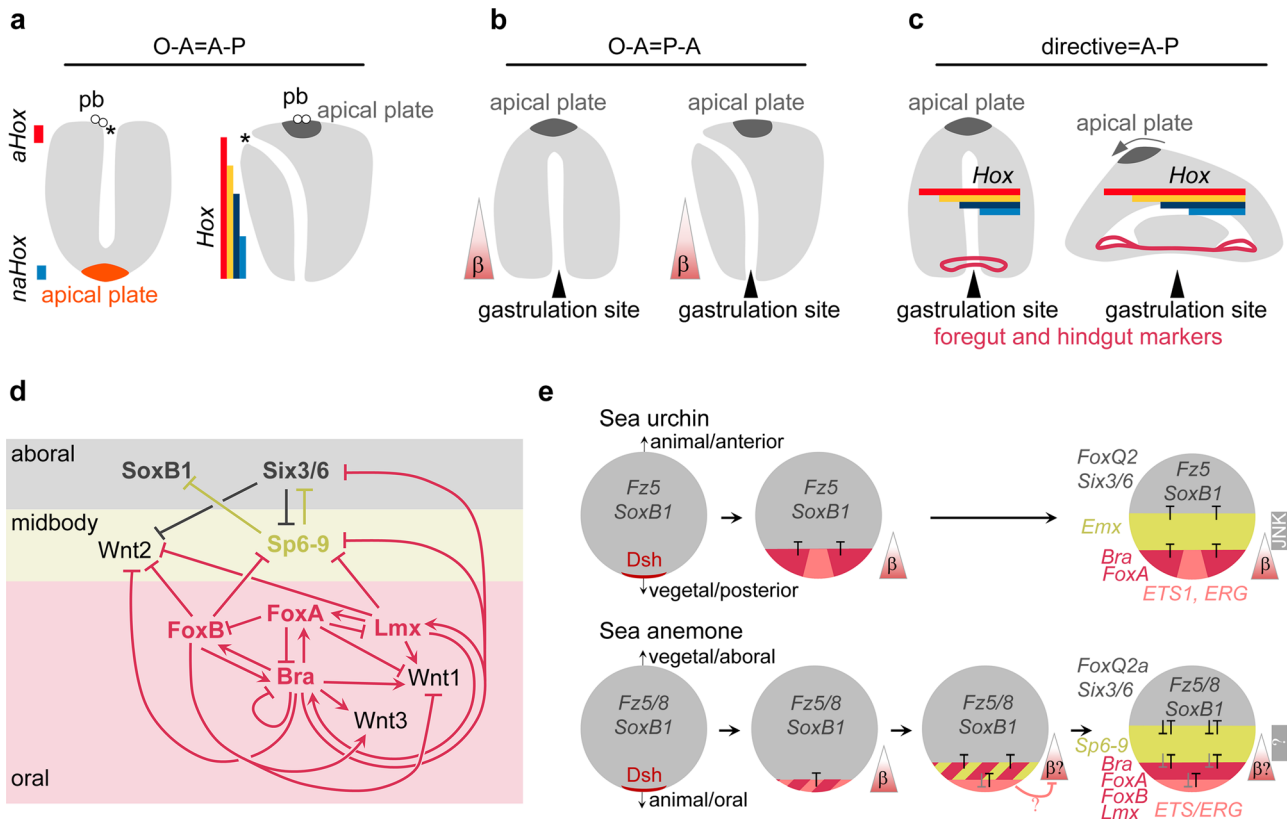 a
O-A=A-P
pb
*
aHox
naHox
apical plate
pb
apical plate
*
Hox
b
O-A=P-A
apical plate
apical plate
β
β
gastrulation site
gastrulation site
c
directive=A-P
apical plate
apical plate
Hox
Hox
gastrulation site
gastrulation site
foregut and hindgut markers
d
aboral
SoxB1
Six3/6
midbody
Wnt2
Sp6-9
FoxA
FoxB
Lmx
Bra
Wnt1
Wnt3
oral
e
Sea urchin
animal/anterior
Fz5
SoxB1
Dsh
vegetal/posterior
Fz5
SoxB1
β
FoxQ2
Six3/6
Fz5
SoxB1
Emx
Bra
FoxA
ETS1, ERG
JNK
β
Sea anemone
vegetal/aboral
Fz5/8
SoxB1
Dsh
animal/oral
Fz5/8
SoxB1
β
Fz5/8
SoxB1
β?
?
FoxQ2a
Six3/6
Fz5/8
SoxB1
Sp6-9
Bra
FoxA
FoxB
Lmx
ETS/ERG
?
β?